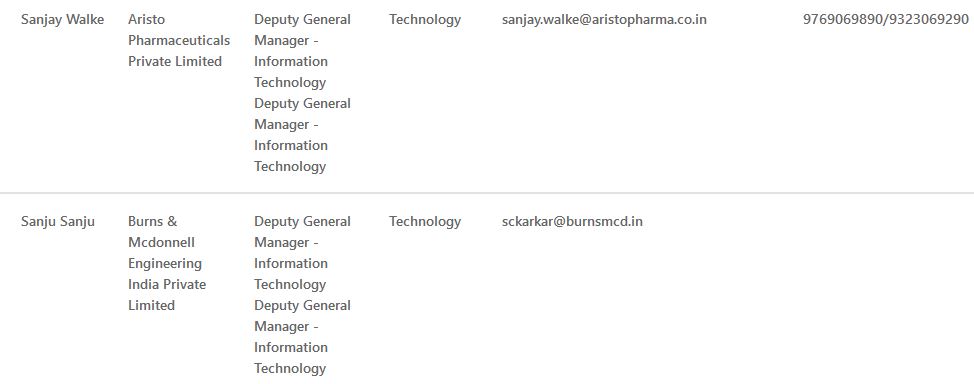 Sanjay Walke Aristo Deputy General Technology sanjay.walke@aristopharma.co.in 9769069890/9323069290
Pharmaceuticals Manager -
Private Limited Information
Technology
Deputy General
Manager -
Information
Technology
Sanju Sanju Burns & Deputy General Technology sckarkar@burnsmcd.in
Mcdonnell Manager -
Engineering Information
India Private Technology
Limited Deputy General
Manager -
Information
Technology